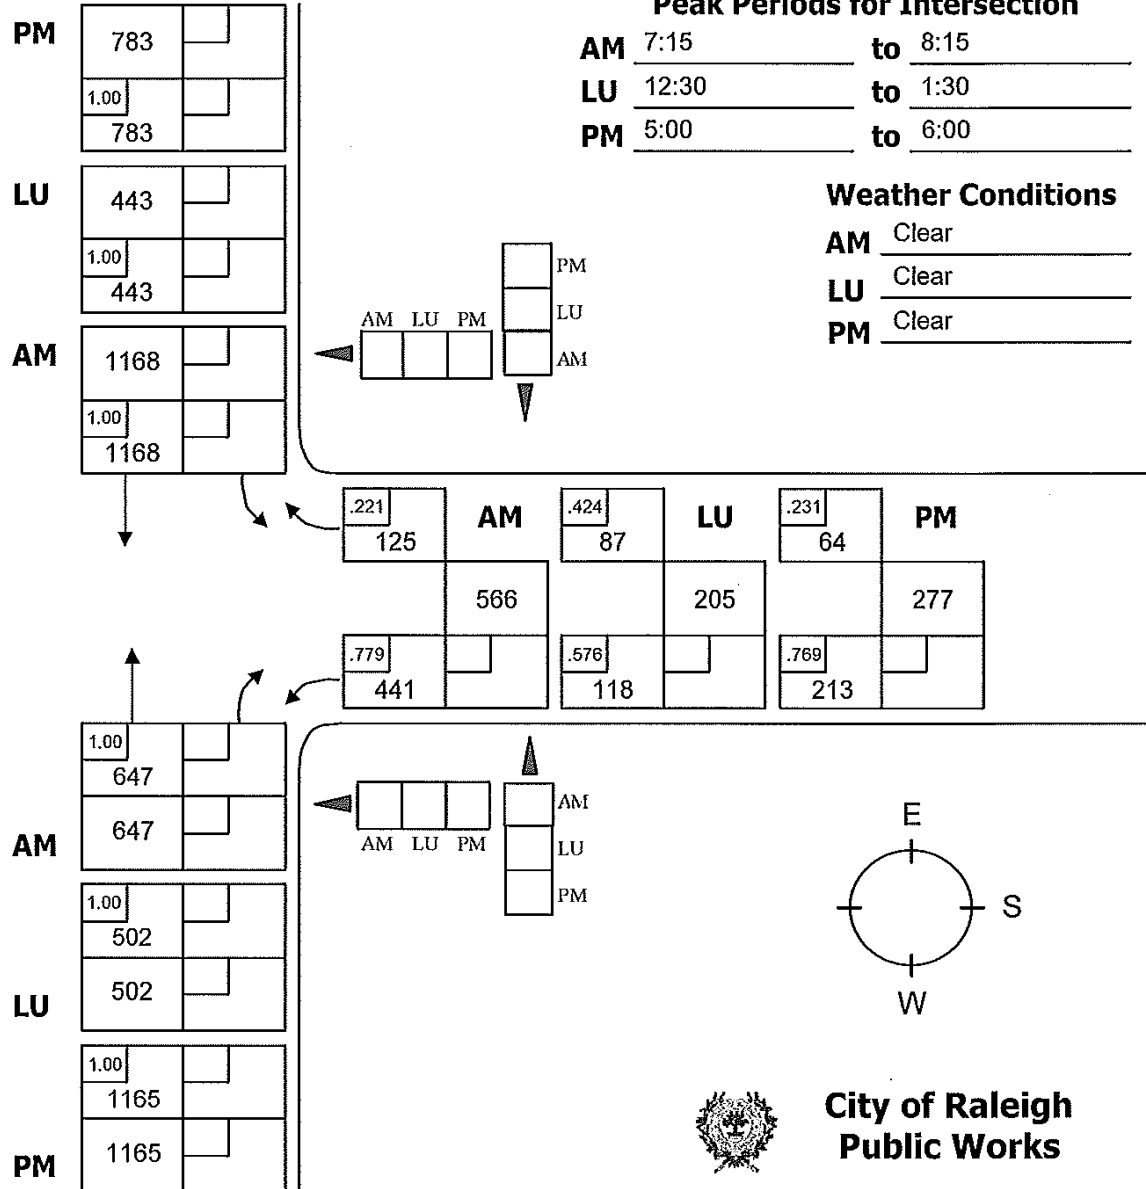 Peak Periods for Intersection
AM 7:15 to 8:15
LU 12:30 to 1:30
PM 5:00 to 6:00
Weather Conditions
AM Clear
LU Clear
PM Clear
PM
783
1.00
783
LU
443
1.00
443
AM
1168
1.00
1168
PM
LU
AM
AM LU PM
.221
125
AM
566
.779
441
.424
87
LU
205
.576
118
.231
64
PM
277
.769
213
1.00
647
647
AM
1.00
502
502
LU
1.00
1165
1165
PM
AM LU PM
AM
LU
PM
E
S
W
City of Raleigh
Public Works